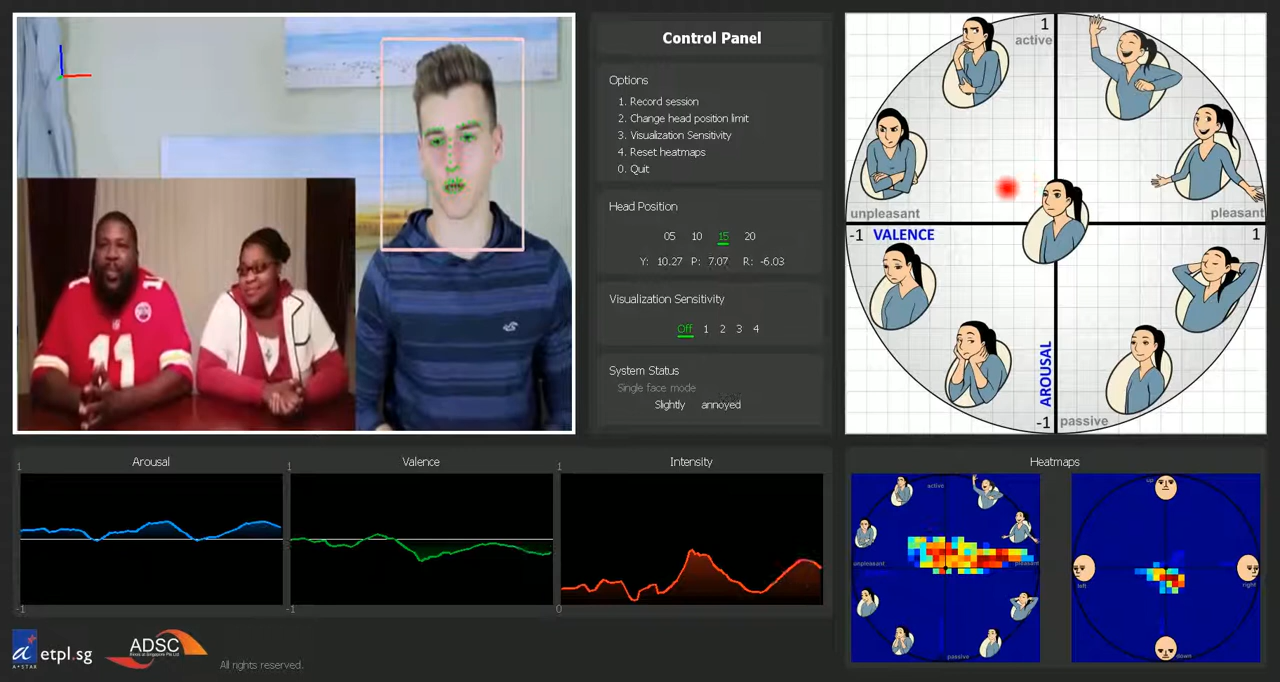 Control Panel
Options
1. Record session
2. Change head position limit
3. Visualization Sensitivity
4. Reset heatmaps
0. Quit
Head Position
05 10 15 20
Y: 10.27 P: 7.07 R: -6.03
Visualization Sensitivity
Off 1 2 3 4
System Status
Single face mode
Slightly annoyed
1
active
unpleasant
pleasant
-1 VALENCE
1
AROUSAL
-1
passive
11
Arousal
1
-1
Valence
1
-1
Intensity
1
0
Heatmaps
active
unpleasant
pleasant
passive
up
left
right
down
A★STAR
etpl.sg
ADSC
All rights reserved.